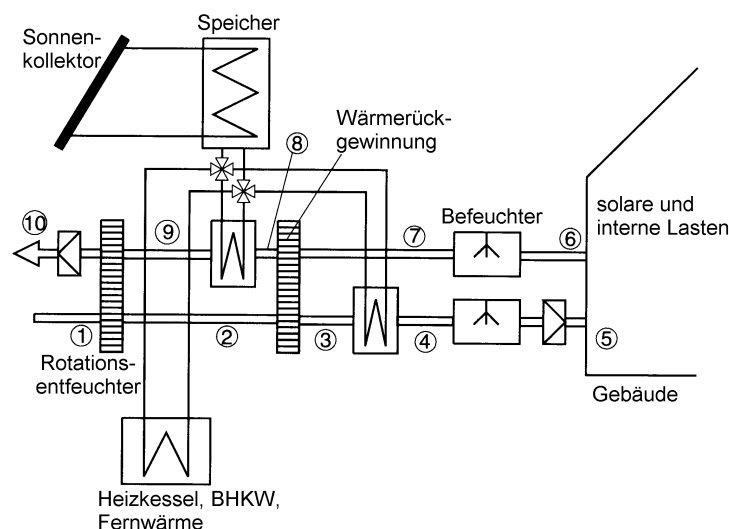 Speicher
Sonnen-
kollektor
Wärmerück-
gewinnung
8
10
9
7
Befeuchter
6
solare und
interne Lasten
1
2
3
4
5
Rotations-
entfeuchter
Gebäude
Heizkessel, BHKW,
Fernwärme